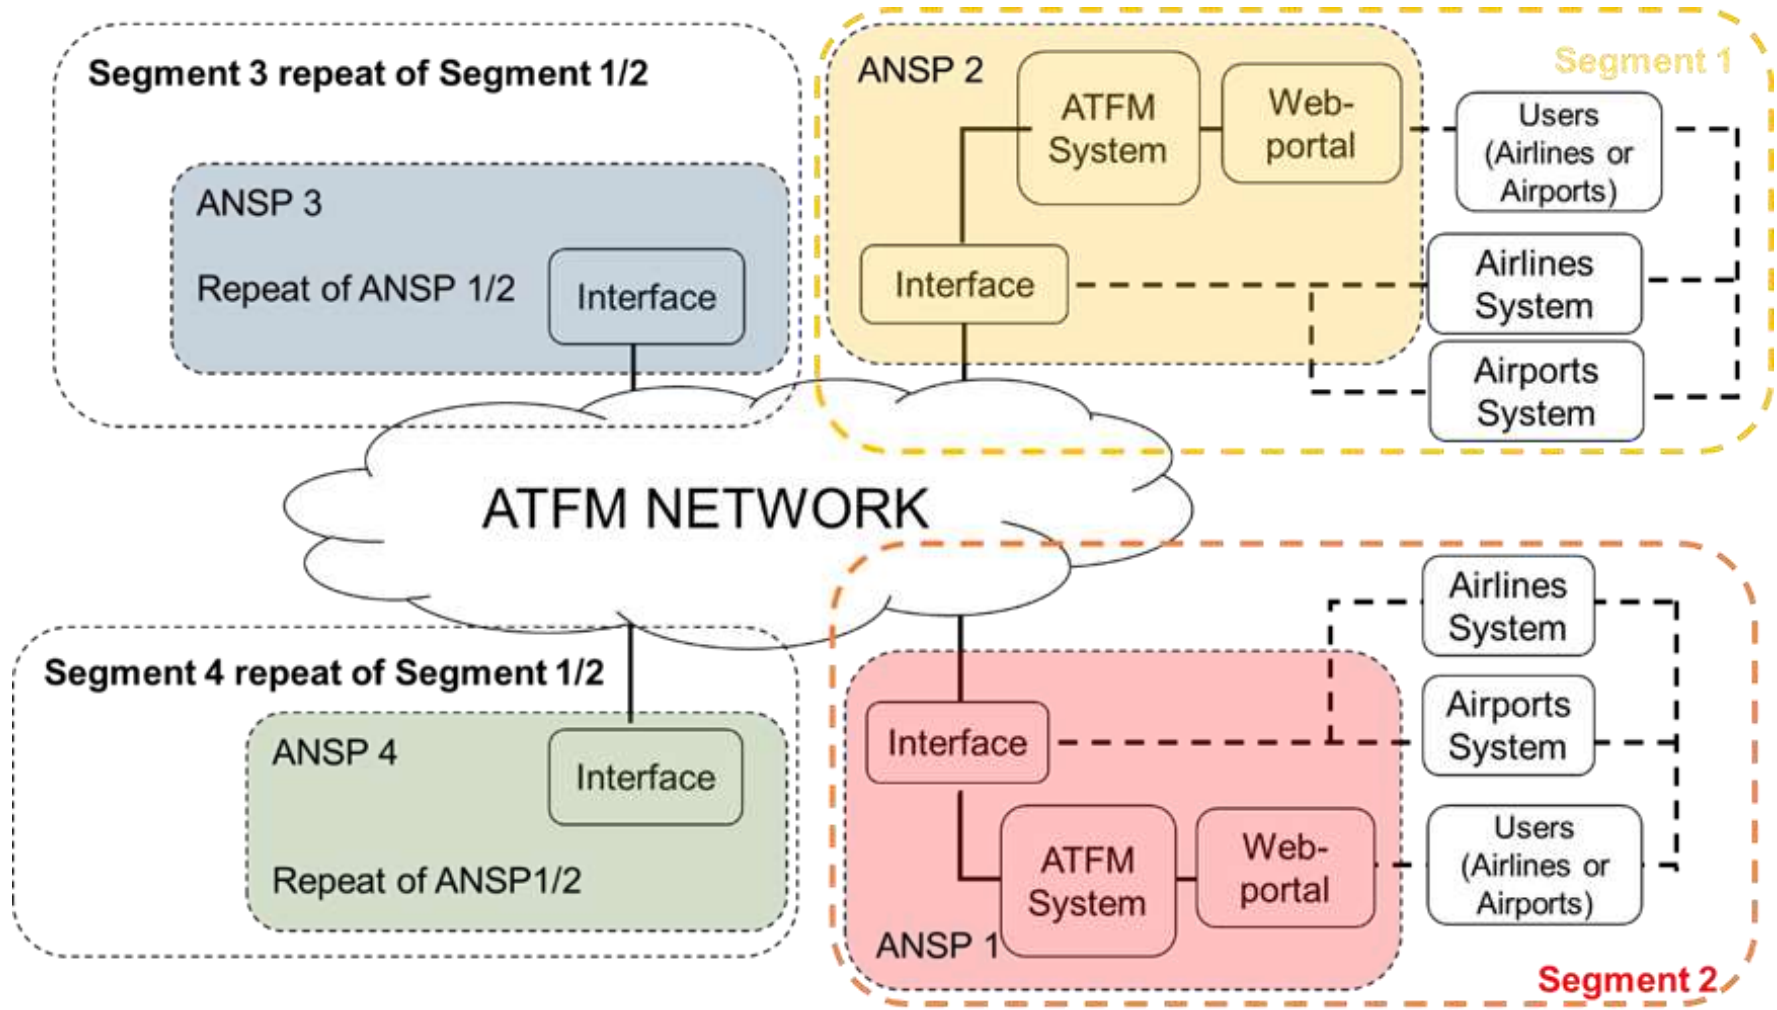 Segment 3 repeat of Segment 1/2
ANSP 3
Repeat of ANSP 1/2
Interface
Segment 1
ANSP 2
ATFM
System
Web-
portal
Users
(Airlines or
Airports)
Interface
Airlines
System
Airports
System
ATFM NETWORK
Segment 4 repeat of Segment 1/2
ANSP 4
Interface
Repeat of ANSP1/2
Airlines
System
Airports
System
Interface
ATFM
System
Web-
portal
Users
(Airlines or
Airports)
ANSP 1
Segment 2